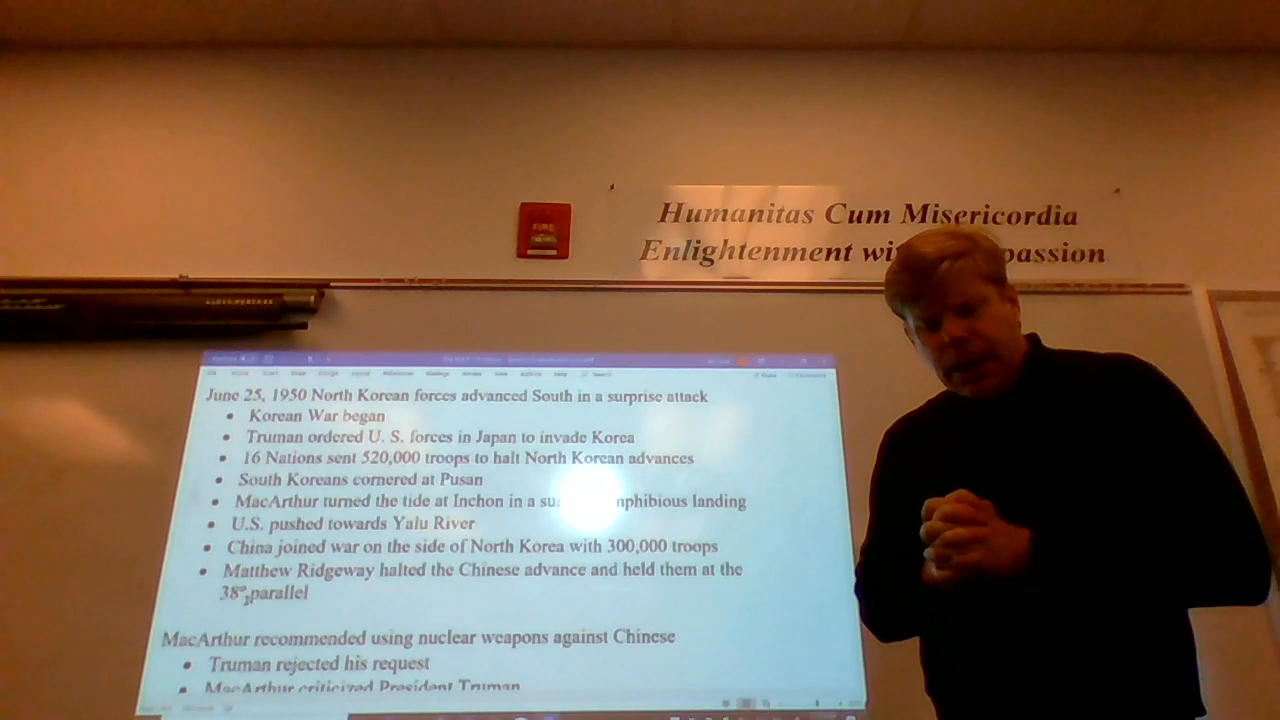 Humanitas Cum Misericordia
Enlightenment passion
FIRE
June 25, 1950 North Korean forces advanced South in a surprise attack
• Korean War began
• Truman ordered U. S. forces in Japan to invade Korea
• 16 Nations sent 520,000 troops to halt North Korean advances
• South Koreans cornered at Pusan
• MacArthur turned the tide at Inchon in a mphibious landing
• U.S. pushed towards Yalu River
• China joined war on the side of North Korea with 300,000 troops
• Matthew Ridgeway halted the Chinese advance and held them at the
38th parallel
MacArthur recommended using nuclear weapons against Chinese
• Truman rejected his request
• MacArthur criticized President Truman